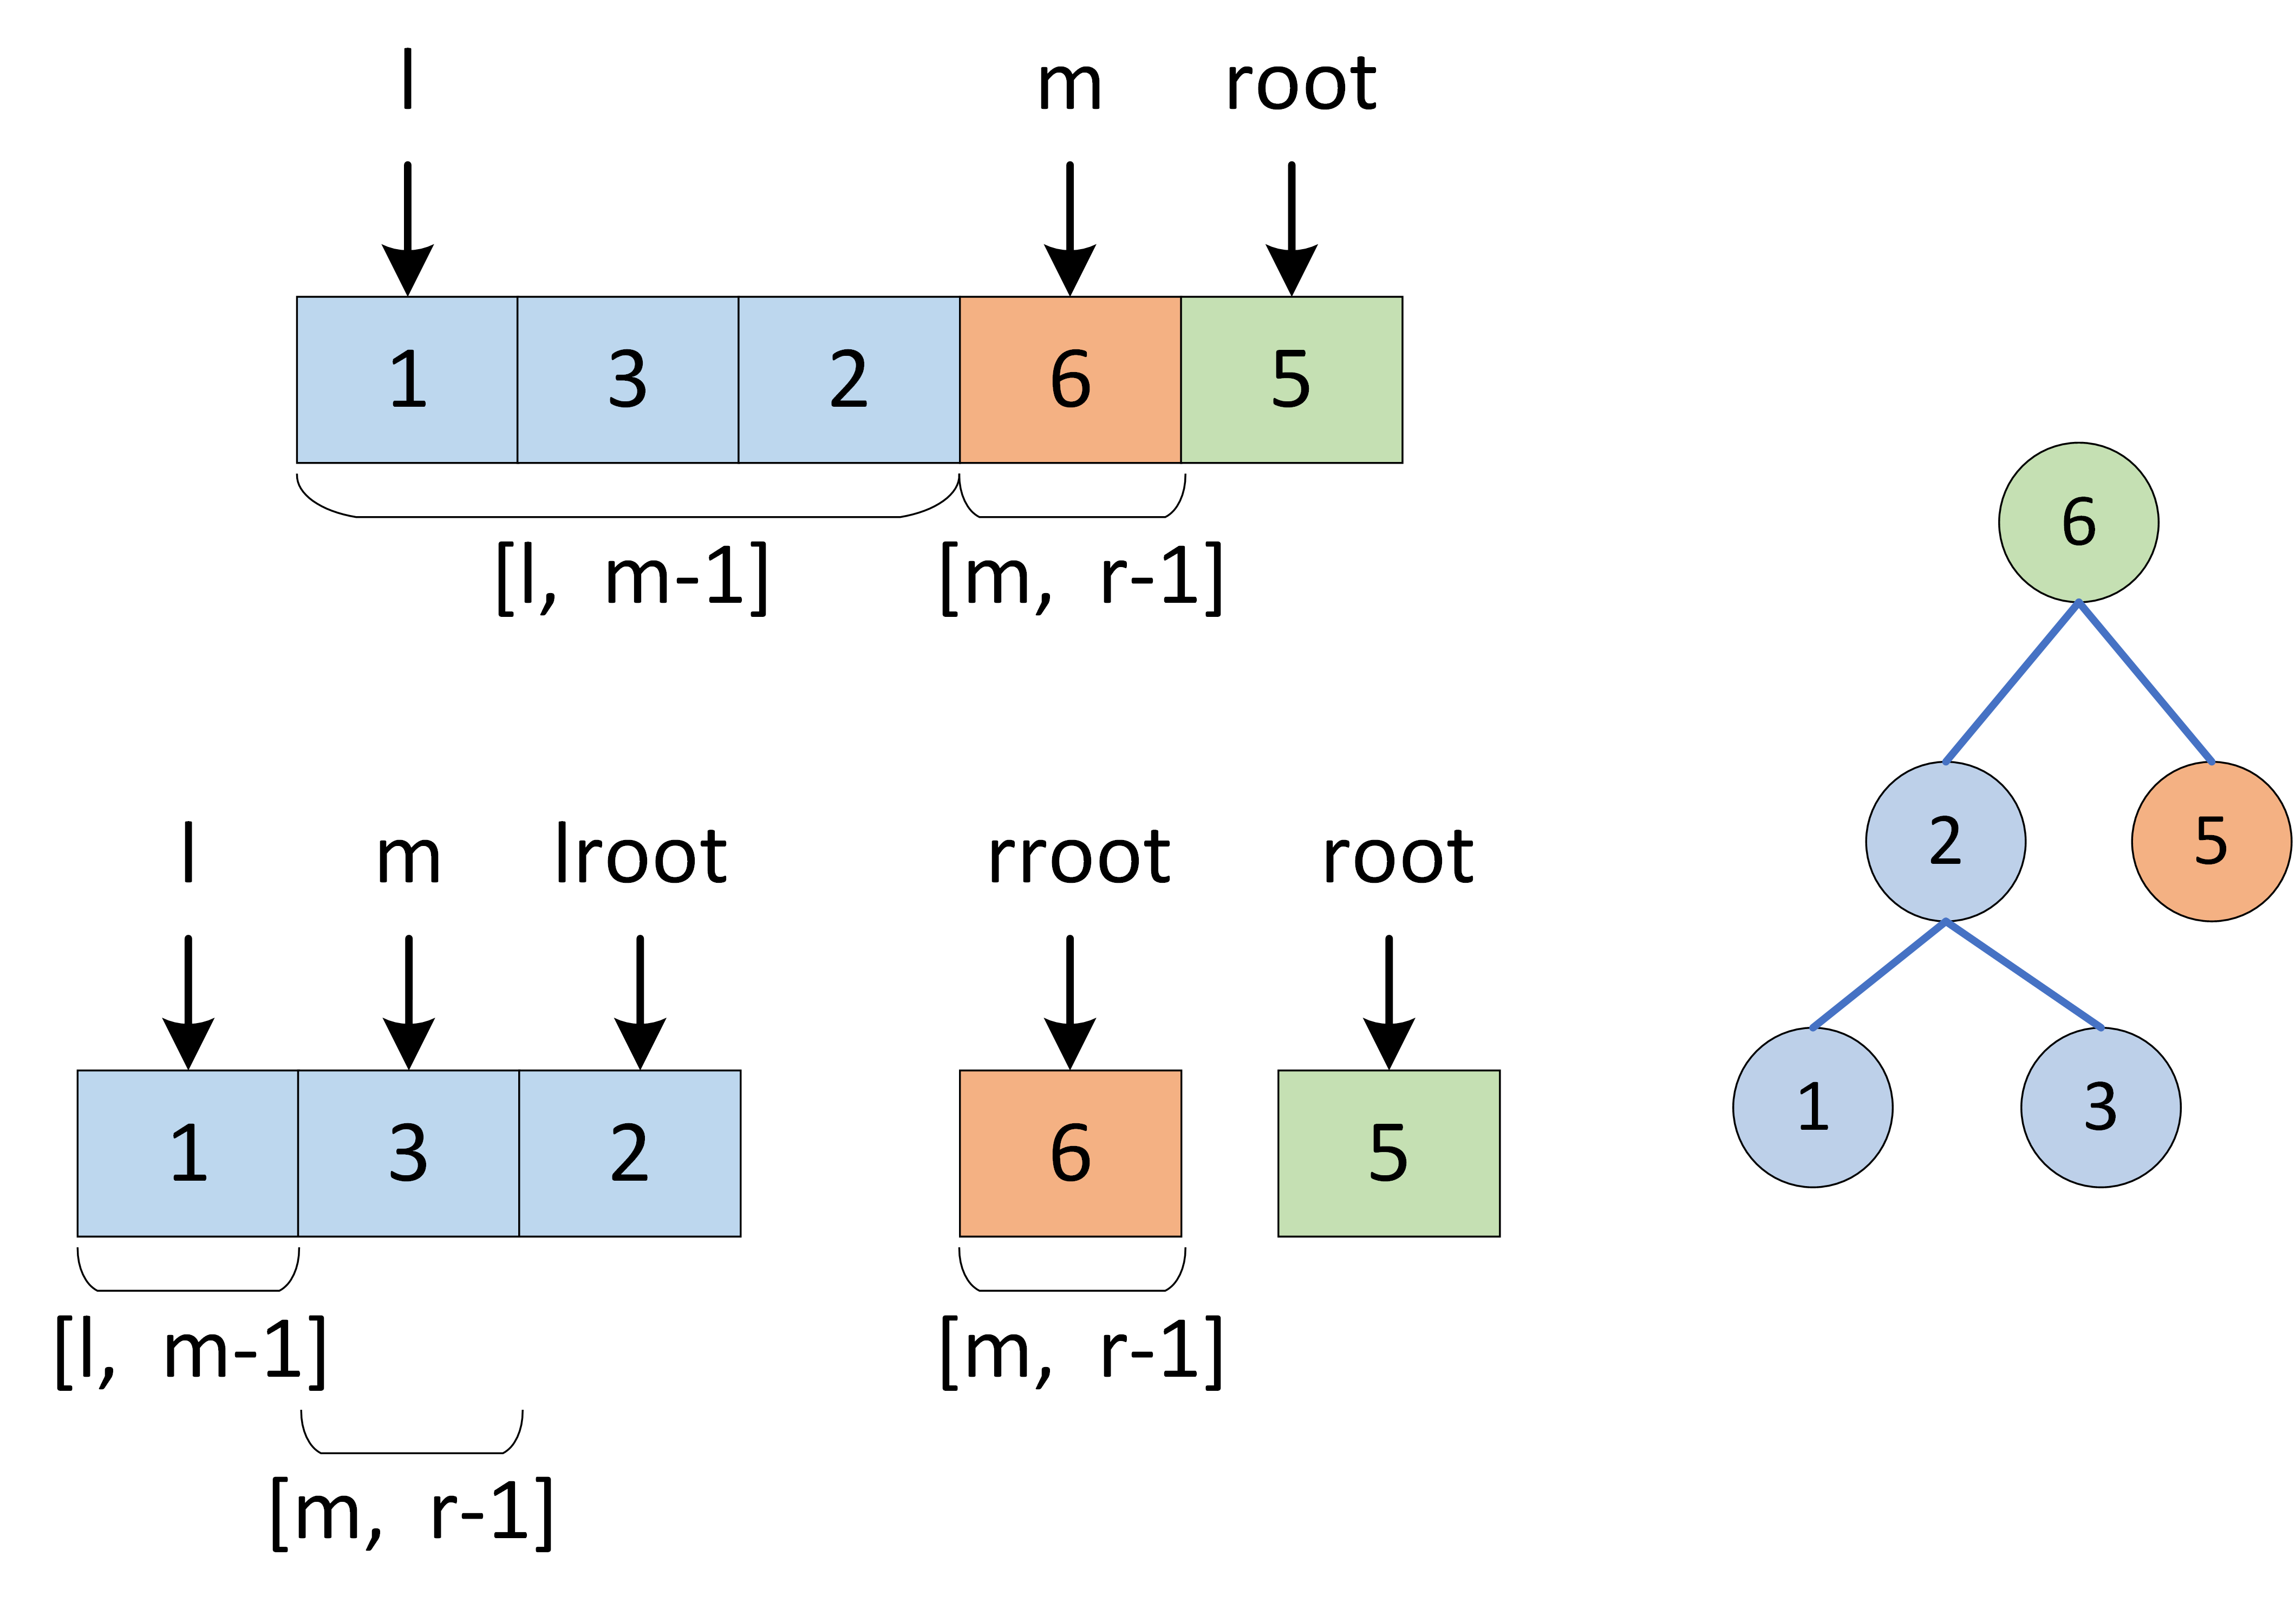 l m root
1 3 2 6 5
[l, m-1] [m, r-1]
6
l m lroot rroot root
2 5
1 3 2 6 5
1 3
[l, m-1] [m, r-1]
[m, r-1]